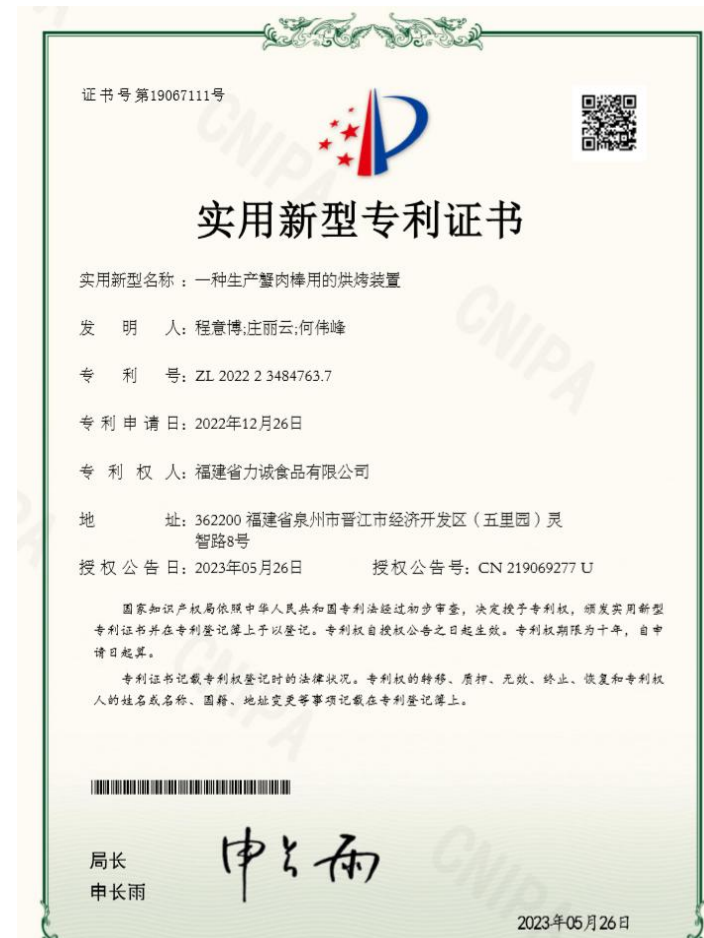 证书号第19067111号
实用新型专利证书
实用新型名称：一种生产蟹肉棒用的烘烤装置
发明人：程意博;庄丽云;何伟峰
专利号：ZL 2022 2 3484763.7
专利申请日：2022年12月26日
专利权人：福建省力诚食品有限公司
地址：362200 福建省泉州市晋江市经济开发区（五里园）灵
智路8号
授权公告日：2023年05月26日 授权公告号：CN 219069277 U
国家知识产权局依照中华人民共和国专利法经过初步审查，决定授予专利权，颁发实用新型
专利证书并在专利登记簿上予以登记。专利权自授权公告之日起生效。专利权期限为十年，自申
请日起算。
专利证书记载专利权登记时的法律状况。专利权的转移、质押、无效、终止、恢复和专利权
人的姓名或名称、国籍、地址变更等事项记载在专利登记簿上。
局长
申长雨
申长雨
2023年05月26日
CNIPA
CNIPA
CNIPA
CNIPA
CNIPA